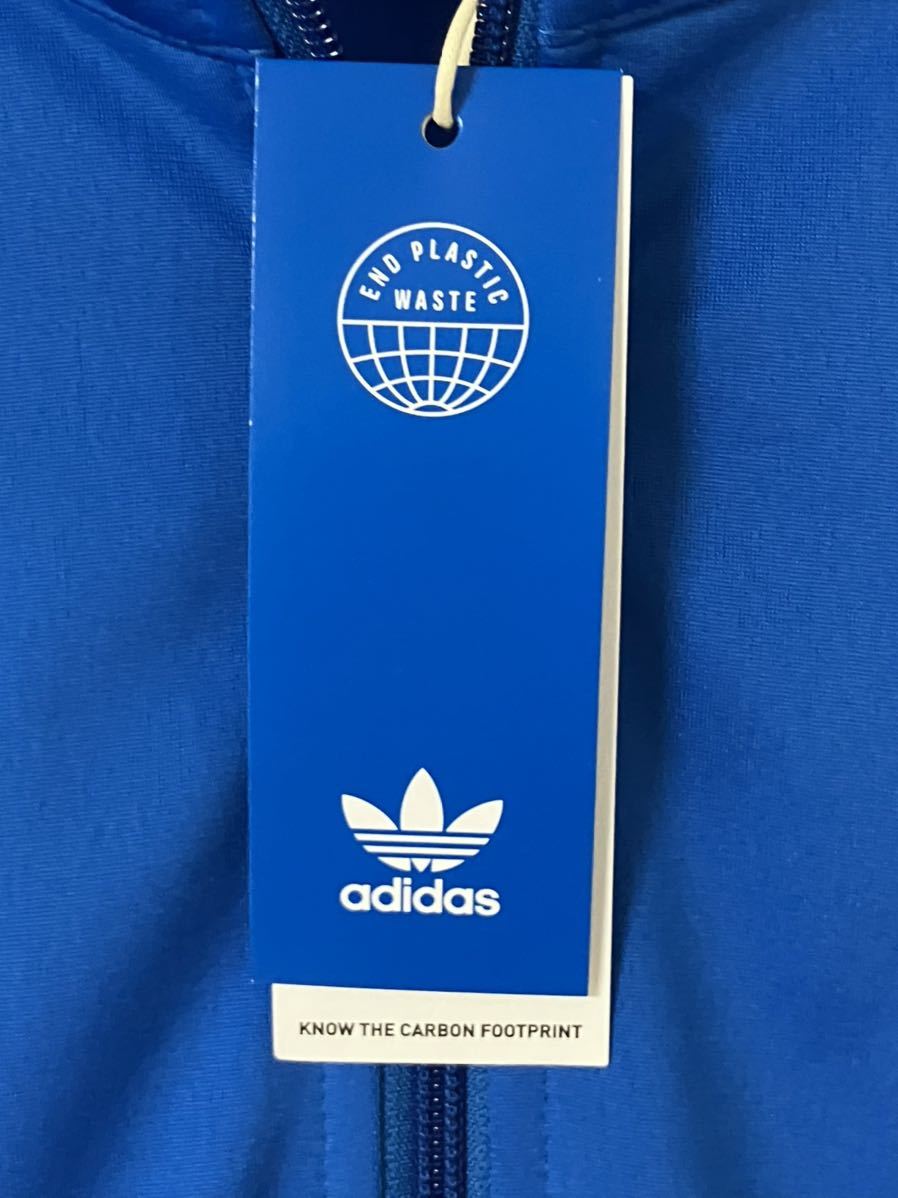 END PLASTIC
WASTE
adidas
KNOW THE CARBON FOOTPRINT